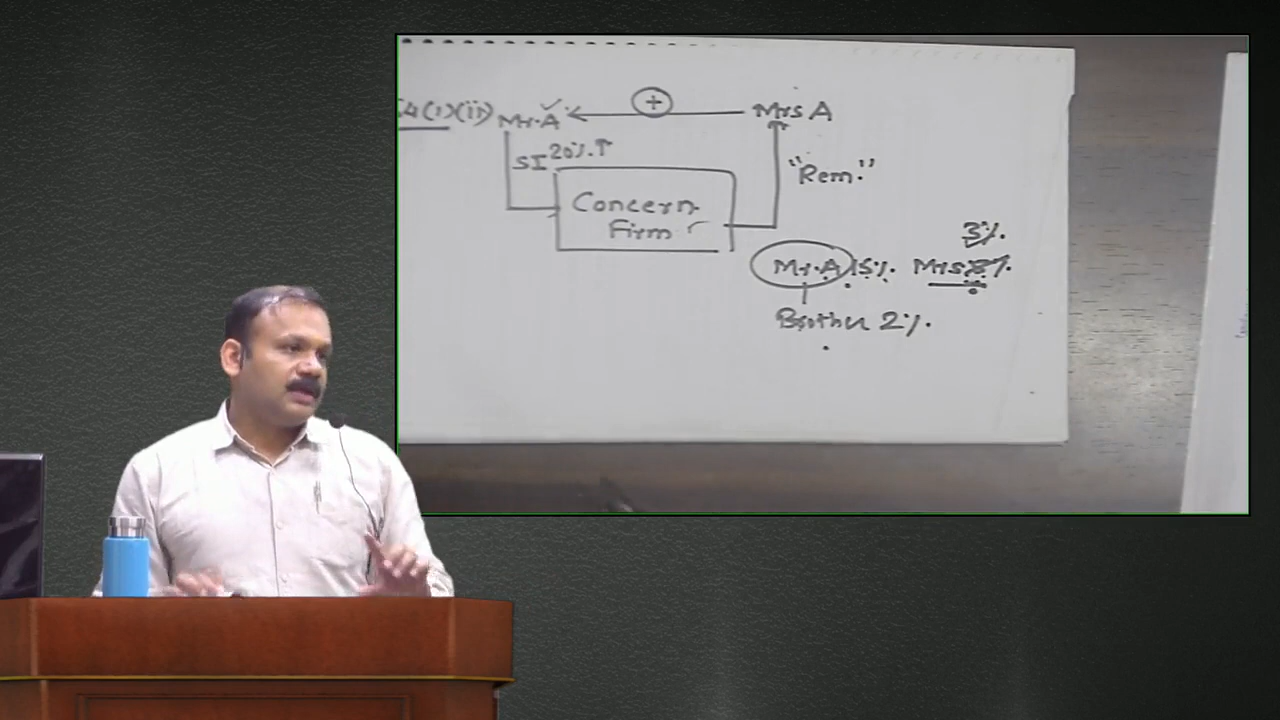 64(1)(ii) Mr.A ⊕ Mrs A
SI 20%↑
"Rem."
Concern
Firm
3%.
Mr.A 15%. Mrs 8%.
Brother 2%.